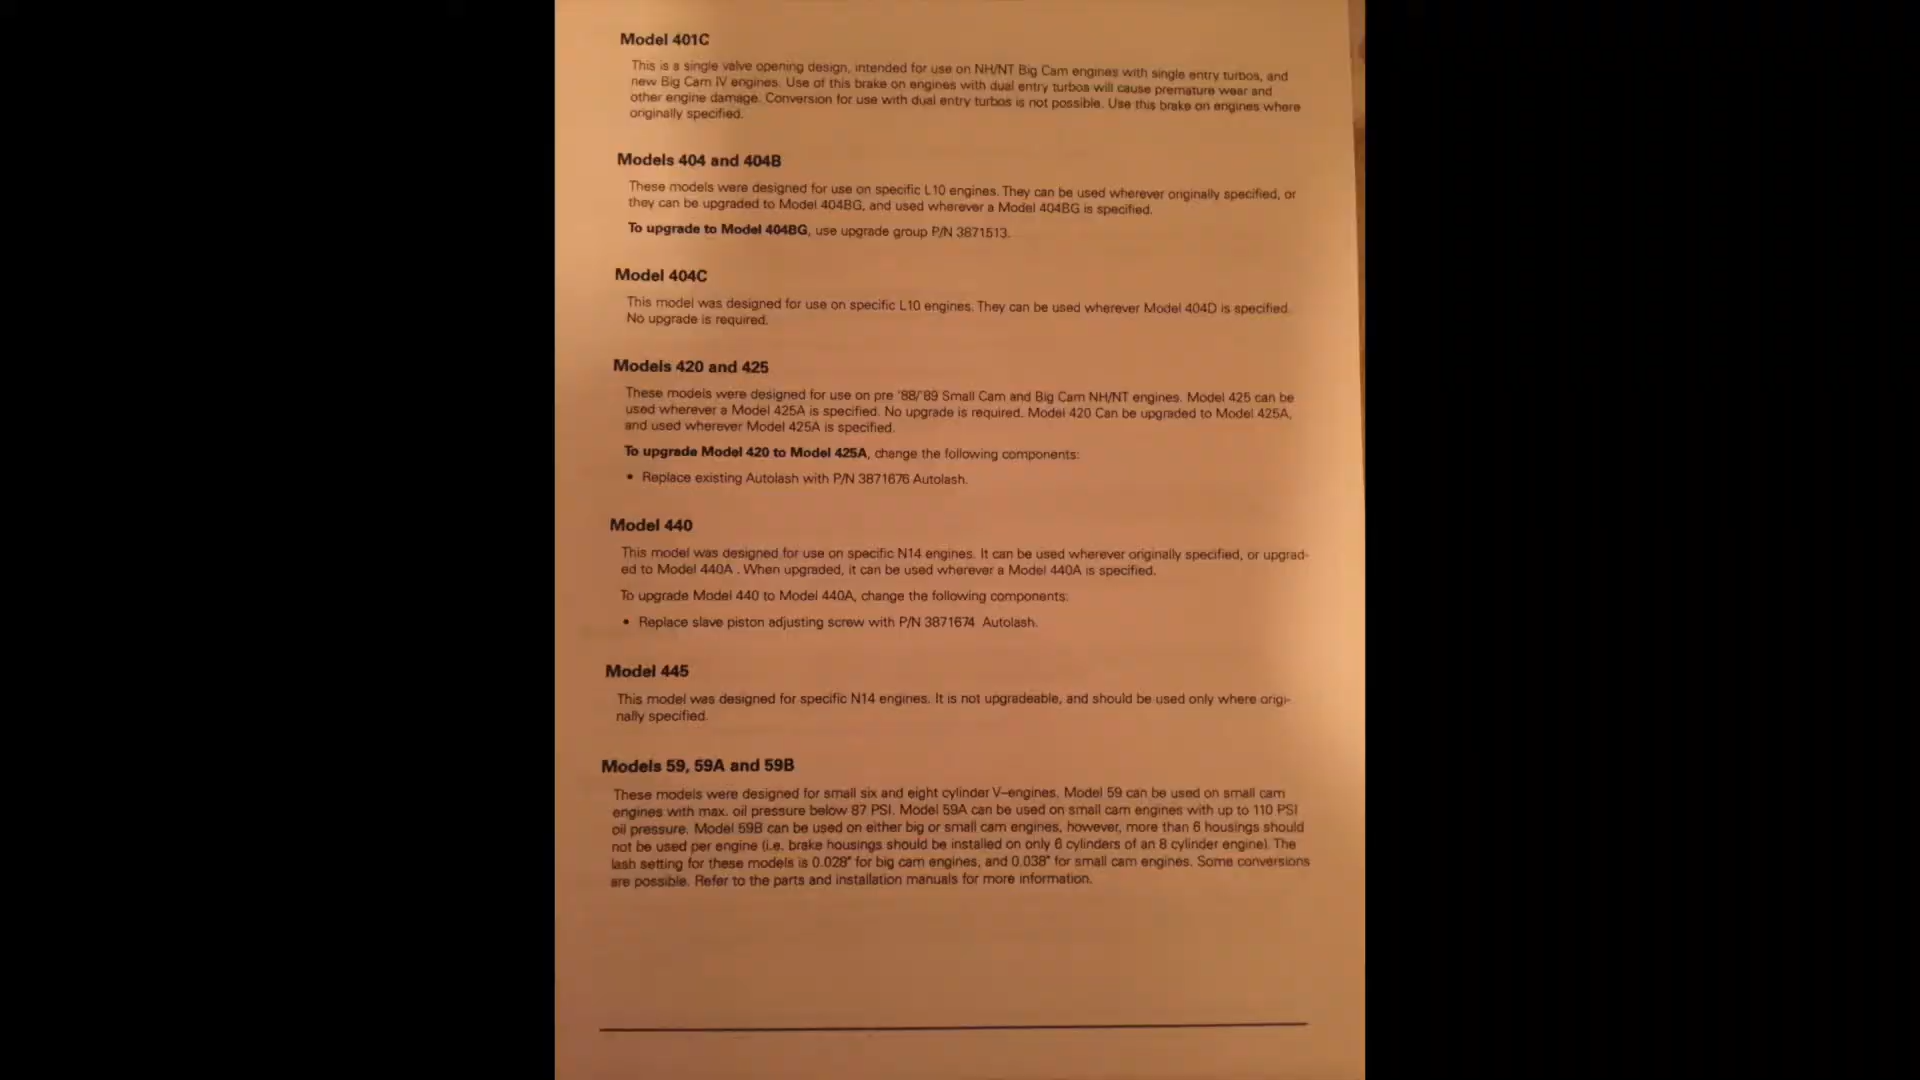 Model 401C
This is a single valve opening design, intended for use on NH/NT Big Cam engines with single entry turbos, and
new Big Cam IV engines. Use of this brake on engines with dual entry turbos will cause premature wear and
other engine damage. Conversion for use with dual entry turbos is not possible. Use this brake on engines where
originally specified.
Models 404 and 404B
These models were designed for use on specific L10 engines. They can be used wherever originally specified, or
they can be upgraded to Model 404BG, and used wherever a Model 404BG is specified.
To upgrade to Model 404BG, use upgrade group P/N 3871513.
Model 404C
This model was designed for use on specific L10 engines. They can be used wherever Model 404D is specified.
No upgrade is required.
Models 420 and 425
These models were designed for use on pre '88/'89 Small Cam and Big Cam NH/NT engines. Model 425 can be
used wherever a Model 425A is specified. No upgrade is required. Model 420 Can be upgraded to Model 425A,
and used wherever Model 425A is specified.
To upgrade Model 420 to Model 425A, change the following components:
• Replace existing Autolash with P/N 3871676 Autolash.
Model 440
This model was designed for use on specific N14 engines. It can be used wherever originally specified, or upgrad-
ed to Model 440A . When upgraded, it can be used wherever a Model 440A is specified.
To upgrade Model 440 to Model 440A, change the following components:
• Replace slave piston adjusting screw with P/N 3871674 Autolash.
Model 445
This model was designed for specific N14 engines. It is not upgradeable, and should be used only where origi-
nally specified.
Models 59, 59A and 59B
These models were designed for small six and eight cylinder V–engines. Model 59 can be used on small cam
engines with max. oil pressure below 87 PSI. Model 59A can be used on small cam engines with up to 110 PSI
oil pressure. Model 59B can be used on either big or small cam engines, however, more than 6 housings should
not be used per engine (i.e. brake housings should be installed on only 6 cylinders of an 8 cylinder engine). The
lash setting for these models is 0.028" for big cam engines, and 0.038" for small cam engines. Some conversions
are possible. Refer to the parts and installation manuals for more information.